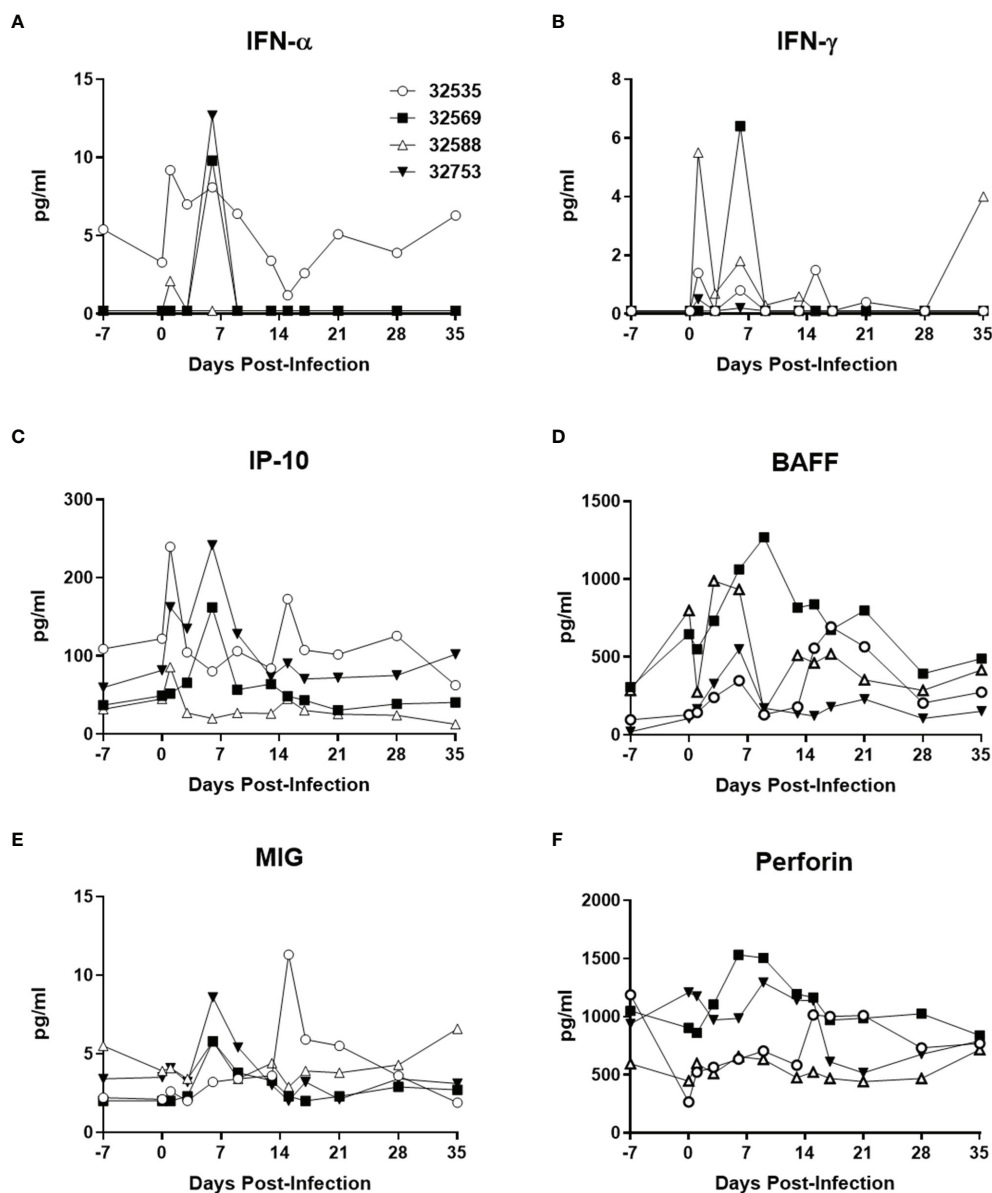 A
IFN-α
15
10
5
0
pg/ml
-7 0 7 14 21 28 35
Days Post-Infection
32535
32569
32588
32753
B
IFN-γ
8
6
4
2
0
pg/ml
-7 0 7 14 21 28 35
Days Post-Infection
C
IP-10
300
200
100
0
pg/ml
-7 0 7 14 21 28 35
Days Post-Infection
D
BAFF
1500
1000
500
0
pg/ml
-7 0 7 14 21 28 35
Days Post-Infection
E
MIG
15
10
5
0
pg/ml
-7 0 7 14 21 28 35
Days Post-Infection
F
Perforin
2000
1500
1000
500
0
pg/ml
-7 0 7 14 21 28 35
Days Post-Infection